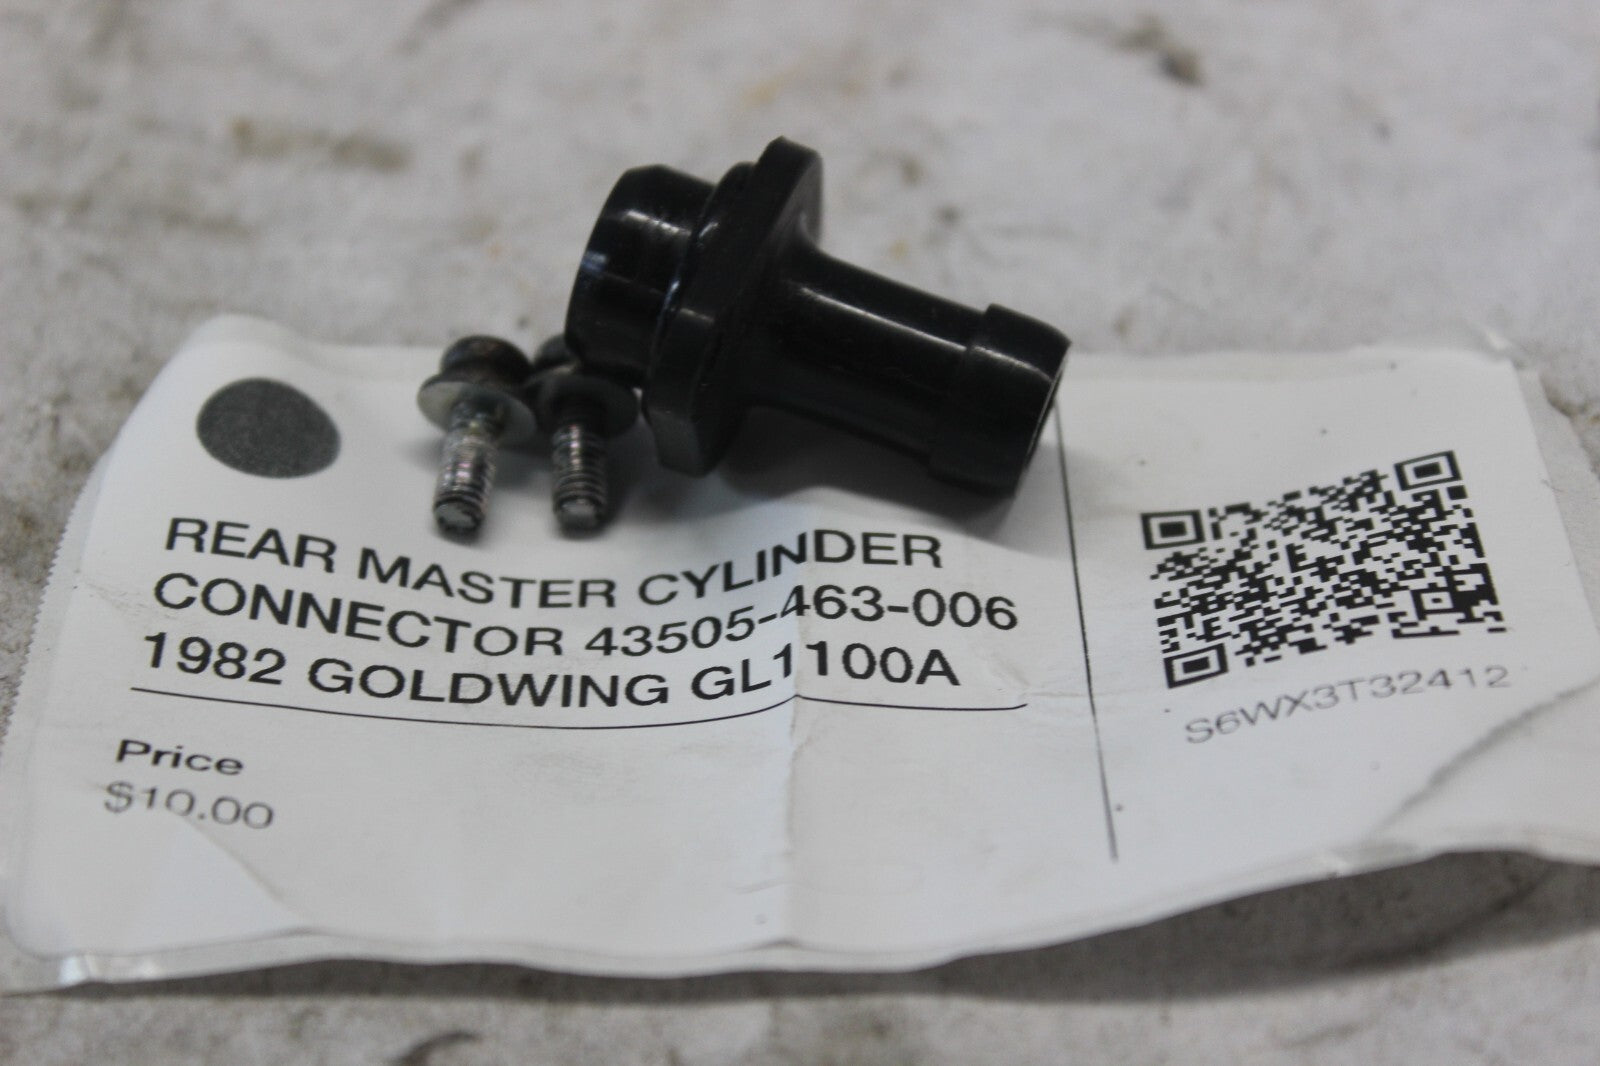 REAR MASTER CYLINDER
CONNECTOR 43505-463-006
1982 GOLDWING GL1100A
Price
$10.00
S6WX3T32412